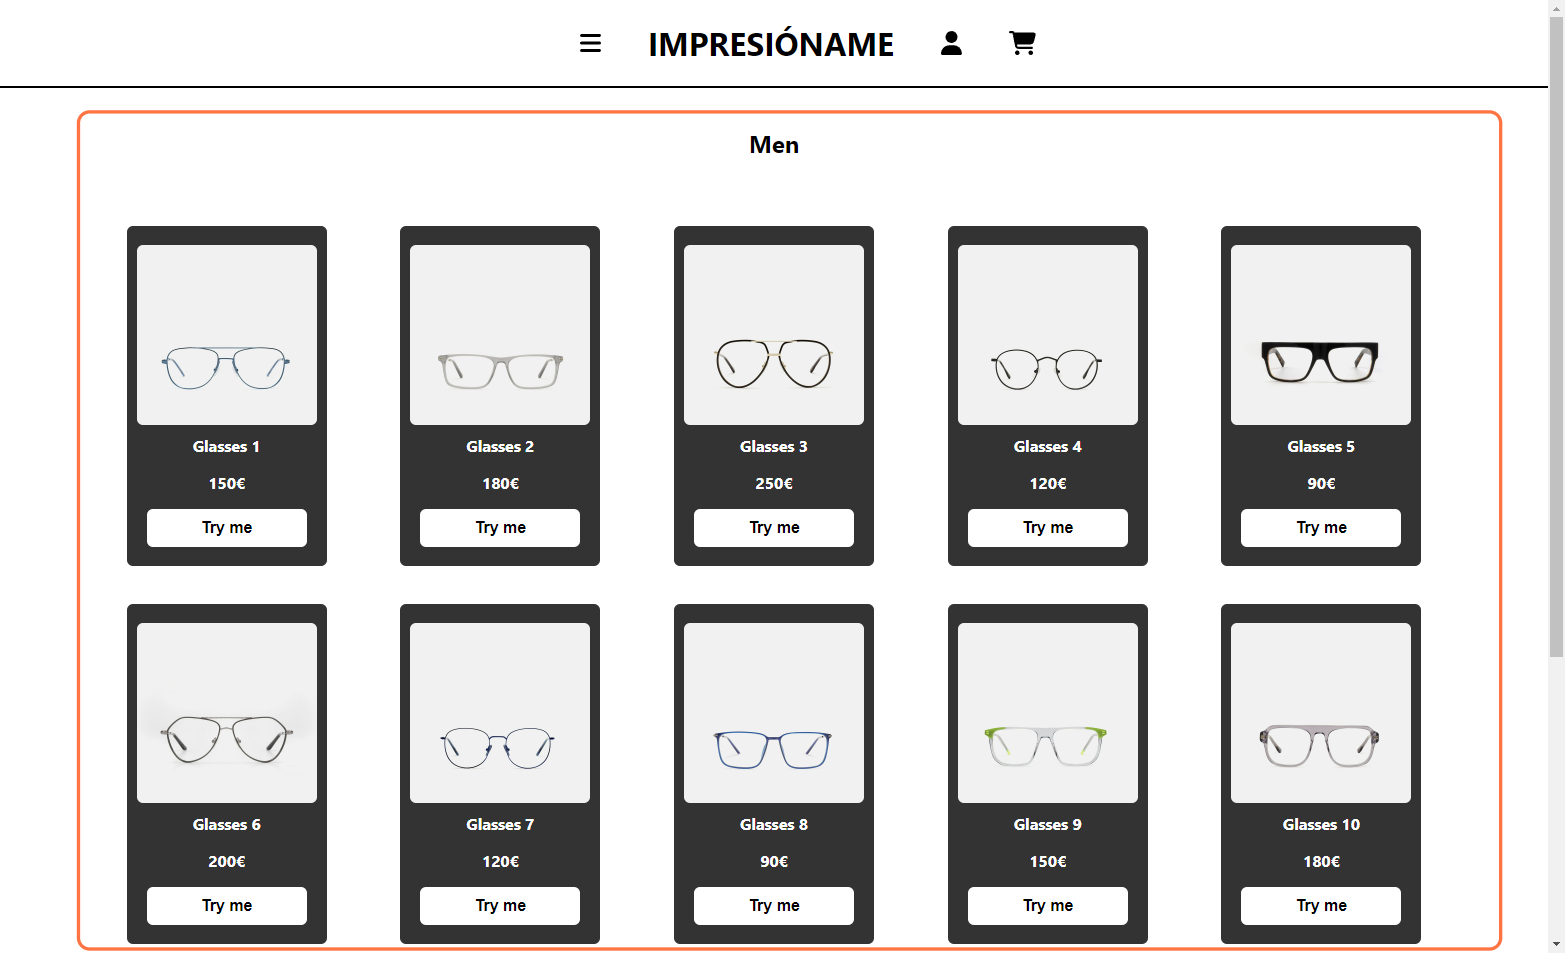 IMPRESIÓNAME
Men
Glasses 1
150€
Try me
Glasses 2
180€
Try me
Glasses 3
250€
Try me
Glasses 4
120€
Try me
Glasses 5
90€
Try me
Glasses 6
200€
Try me
Glasses 7
120€
Try me
Glasses 8
90€
Try me
Glasses 9
150€
Try me
Glasses 10
180€
Try me